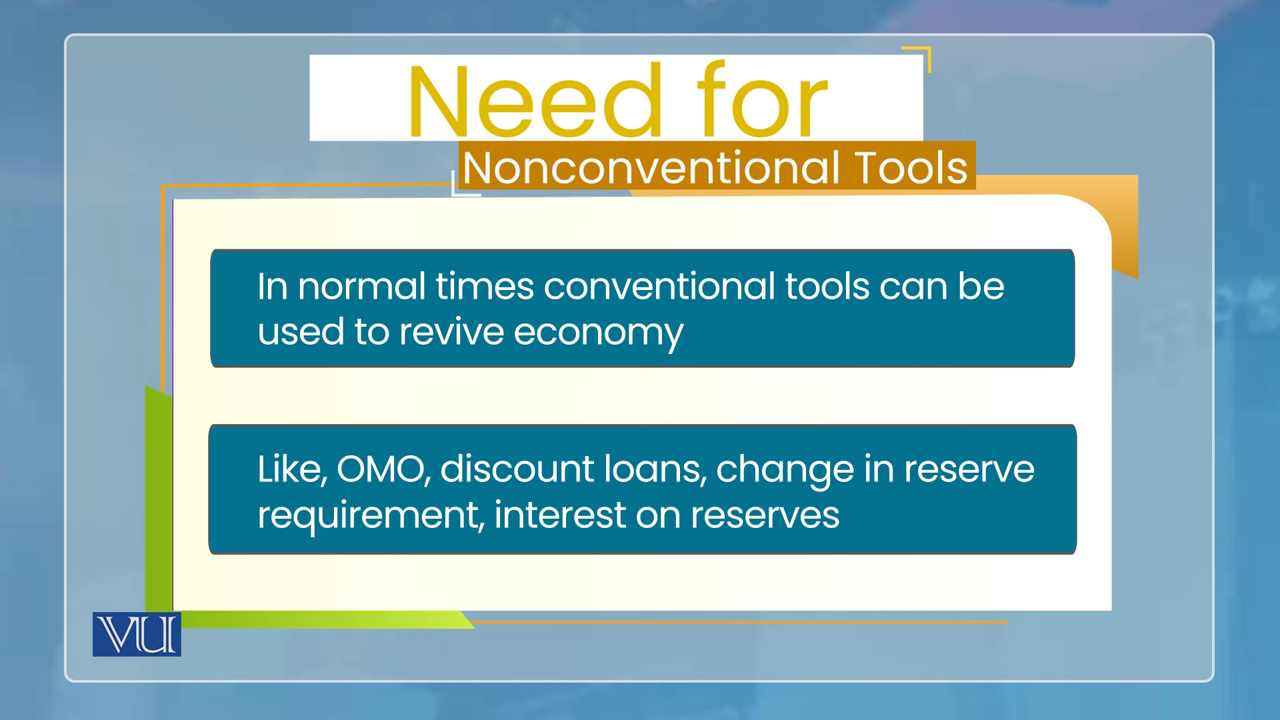 Need for
Nonconventional Tools
In normal times conventional tools can be
used to revive economy
Like, OMO, discount loans, change in reserve
requirement, interest on reserves
VU